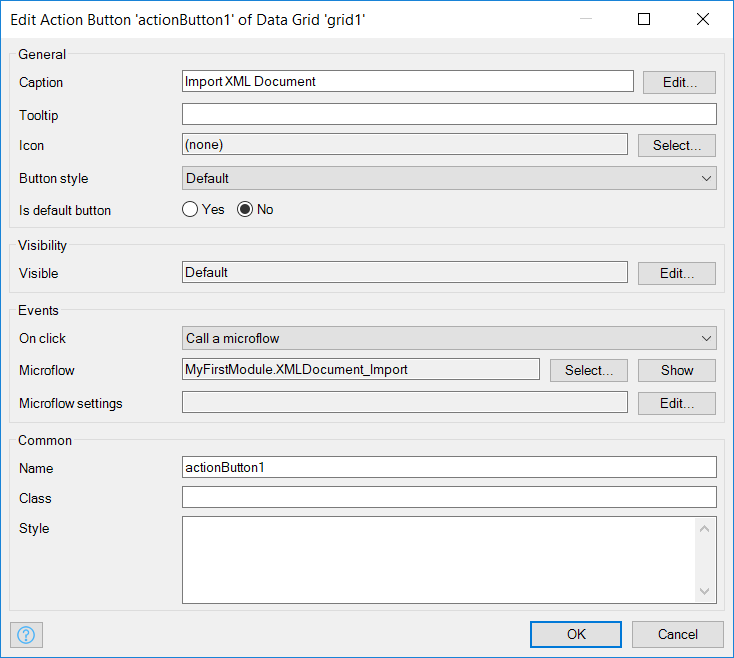 Edit Action Button 'actionButton1' of Data Grid 'grid1'
General
Caption Import XML Document Edit...
Tooltip
Icon (none) Select...
Button style Default
Is default button Yes No
Visibility
Visible Default Edit...
Events
On click Call a microflow
Microflow MyFirstModule.XMLDocument_Import Select... Show
Microflow settings Edit...
Common
Name actionButton1
Class
Style
? OK Cancel